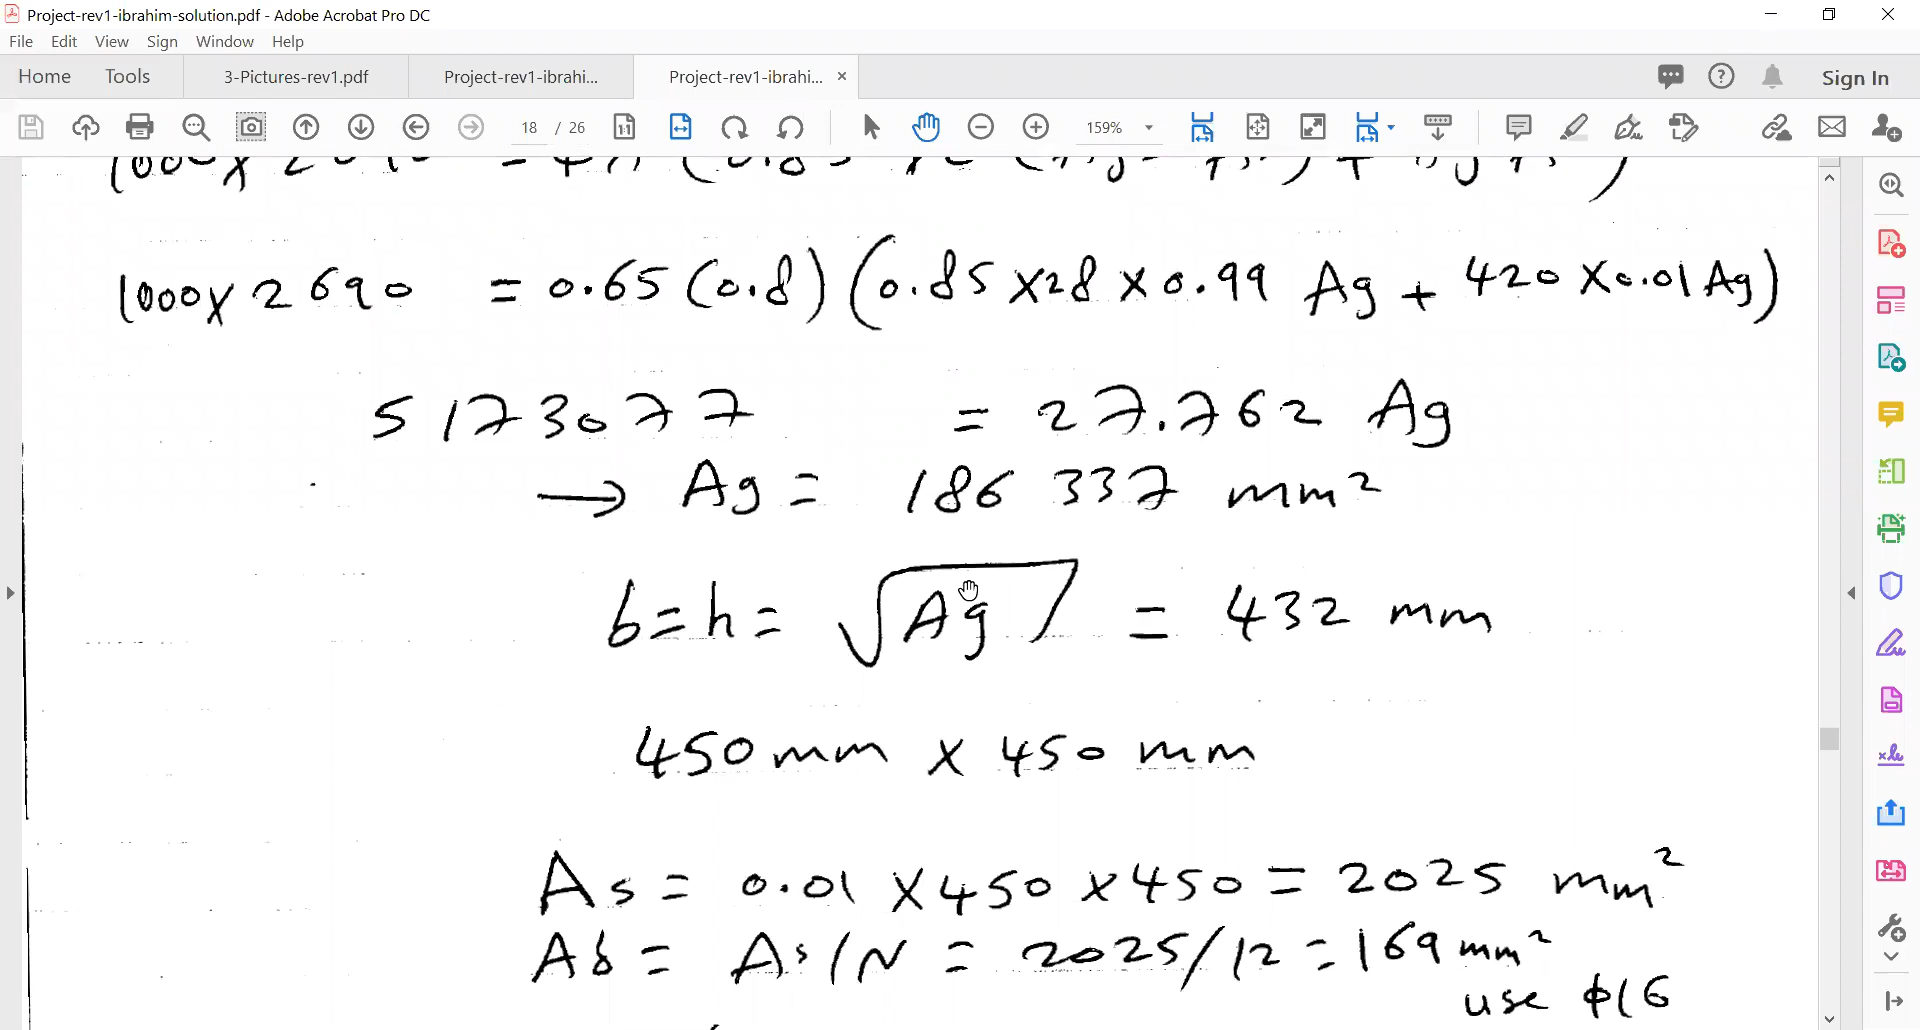 Project-rev1-ibrahim-solution.pdf - Adobe Acrobat Pro DC
File Edit View Sign Window Help
Home Tools 3-Pictures-rev1.pdf Project-rev1-ibrahi... Project-rev1-ibrahi... × Sign In
18 / 26 159%
1000 x 2690 = 0.65 (0.8) (0.85 x 28 x 0.99 Ag + 420 x 0.01 Ag)
5173077 = 27.762 Ag
→ Ag = 186 337 mm²
b = h = √Ag = 432 mm
450 mm x 450 mm
As = 0.01 x 450 x 450 = 2025 mm²
Ab = As/N = 2025/12 = 169 mm²
use ϕ16